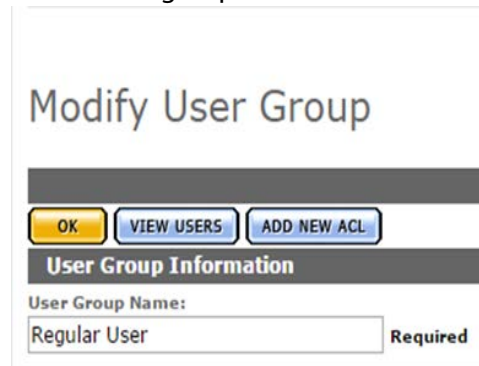 Modify User Group
OK VIEW USERS ADD NEW ACL
User Group Information
User Group Name:
Regular User Required